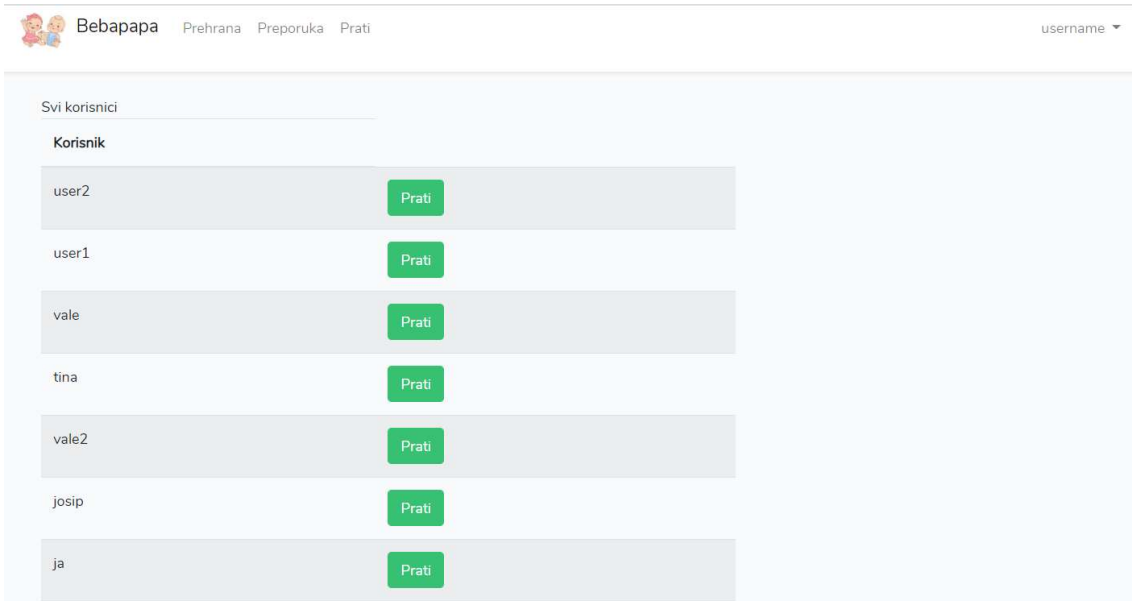 Bebapapa Prehrana Preporuka Prati username
Svi korisnici
Korisnik
user2 Prati
user1 Prati
vale Prati
tina Prati
vale2 Prati
josip Prati
ja Prati